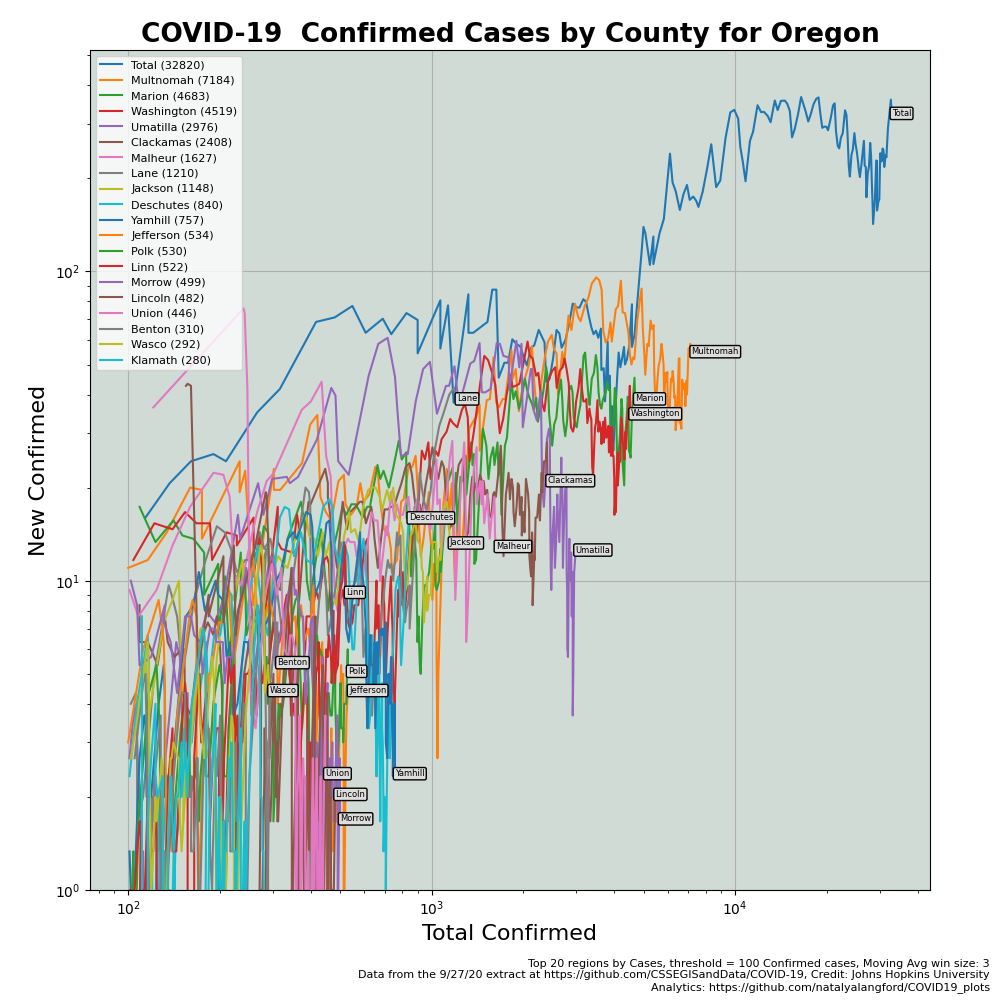 COVID-19  Confirmed Cases by County for Oregon
Total (32820)
Multnomah (7184)
Marion (4683)
Washington (4519)
Umatilla (2976)
Clackamas (2408)
Malheur (1627)
Lane (1210)
Jackson (1148)
Deschutes (840)
Yamhill (757)
Jefferson (534)
Polk (530)
Linn (522)
Morrow (499)
Lincoln (482)
Union (446)
Benton (310)
Wasco (292)
Klamath (280)
Total
Multnomah
Lane
Marion
Washington
Clackamas
Deschutes
Jackson
Malheur
Umatilla
Linn
Benton
Polk
Wasco
Jefferson
Union
Yamhill
Lincoln
Morrow
New Confirmed
10²
10¹
10⁰
10²
10³
10⁴
Total Confirmed
Top 20 regions by Cases, threshold = 100 Confirmed cases, Moving Avg win size: 3
Data from the 9/27/20 extract at https://github.com/CSSEGISandData/COVID-19, Credit: Johns Hopkins University
Analytics: https://github.com/natalyalangford/COVID19_plots